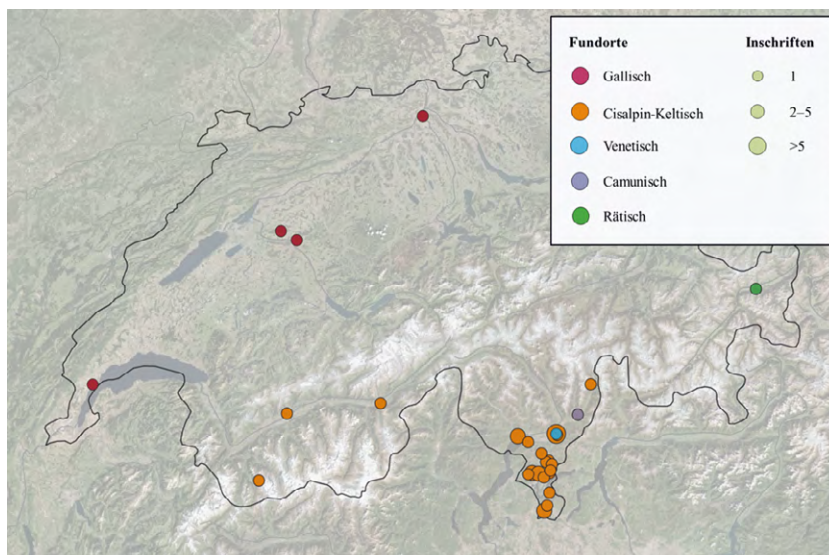 Fundorte
Inschriften
Gallisch
1
Cisalpin-Keltisch
2–5
Venetisch
>5
Camunisch
Rätisch